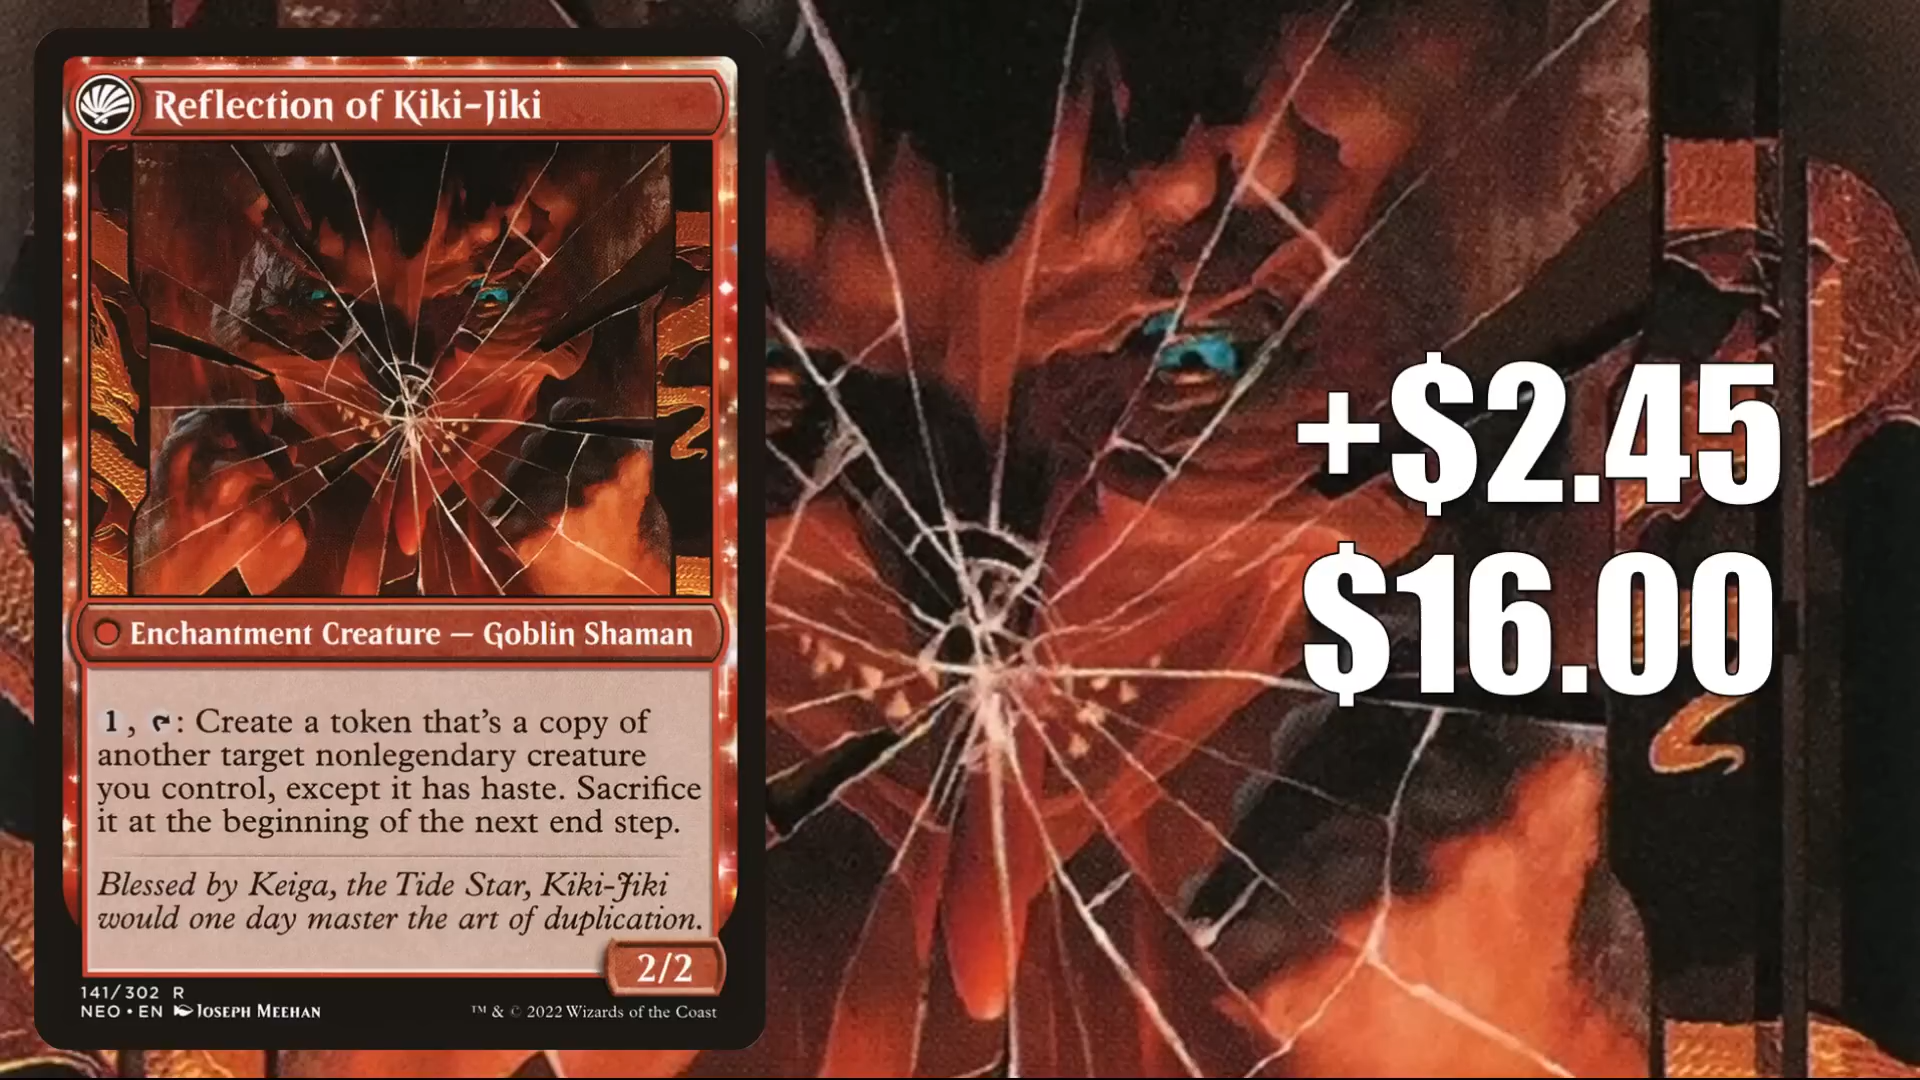 Reflection of Kiki-Jiki
Enchantment Creature — Goblin Shaman
1, : Create a token that's a copy of
another target nonlegendary creature
you control, except it has haste. Sacrifice
it at the beginning of the next end step.
Blessed by Keiga, the Tide Star, Kiki-Jiki
would one day master the art of duplication.
2/2
141/302 R
NEO • EN Joseph Meehan
™ & © 2022 Wizards of the Coast
+$2.45
$16.00